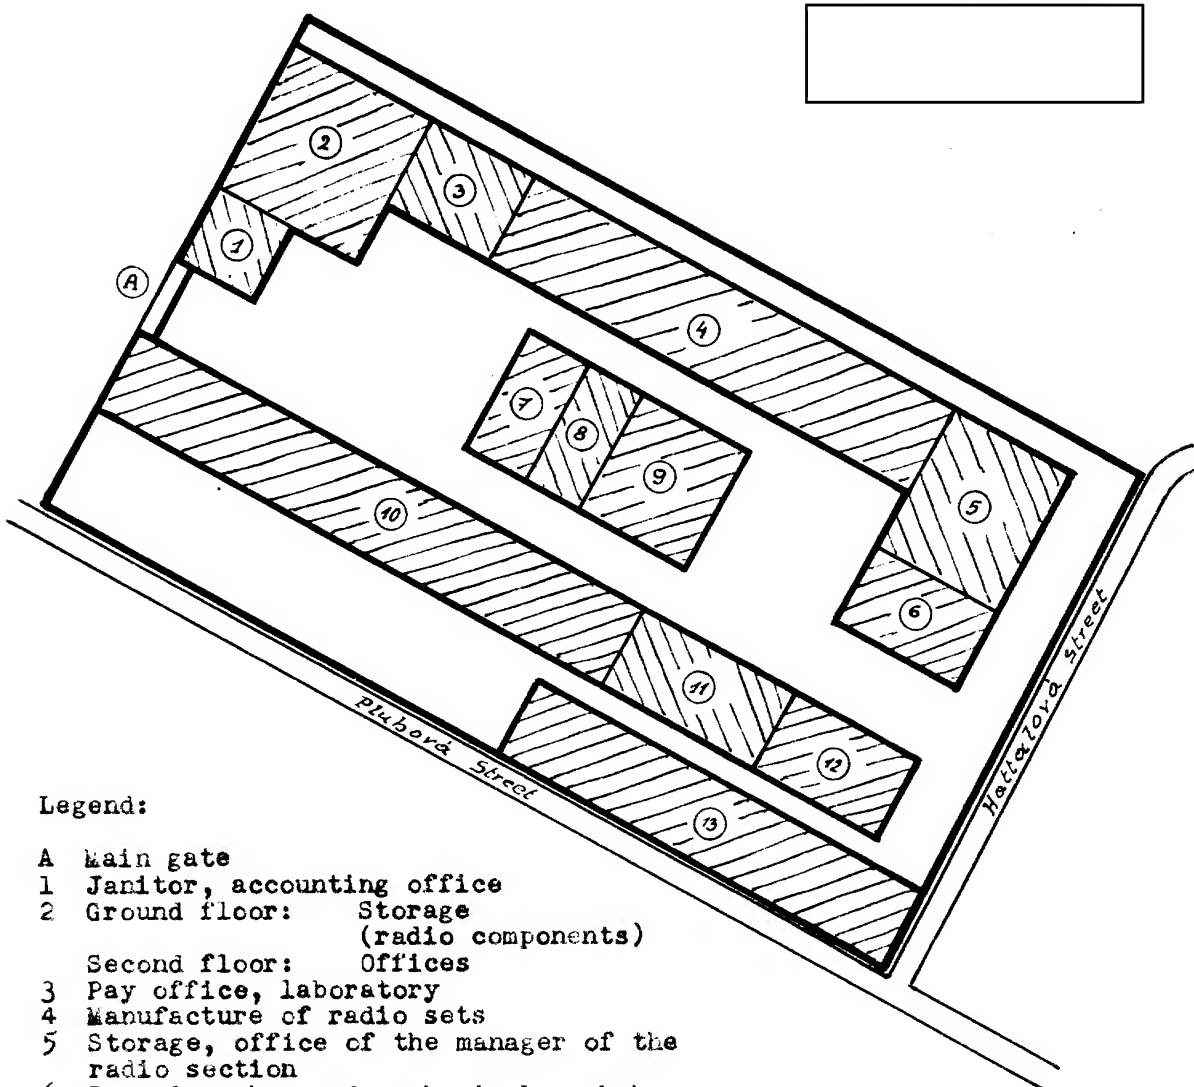 2
3
1
A
4
7
8
9
5
10
6
11
12
13
Hattalová Street
Pluhová Street
Legend:
A Main gate
1 Janitor, accounting office
2 Ground floor: Storage
(radio components)
Second floor: Offices
3 Pay office, laboratory
4 Manufacture of radio sets
5 Storage, office of the manager of the
radio section